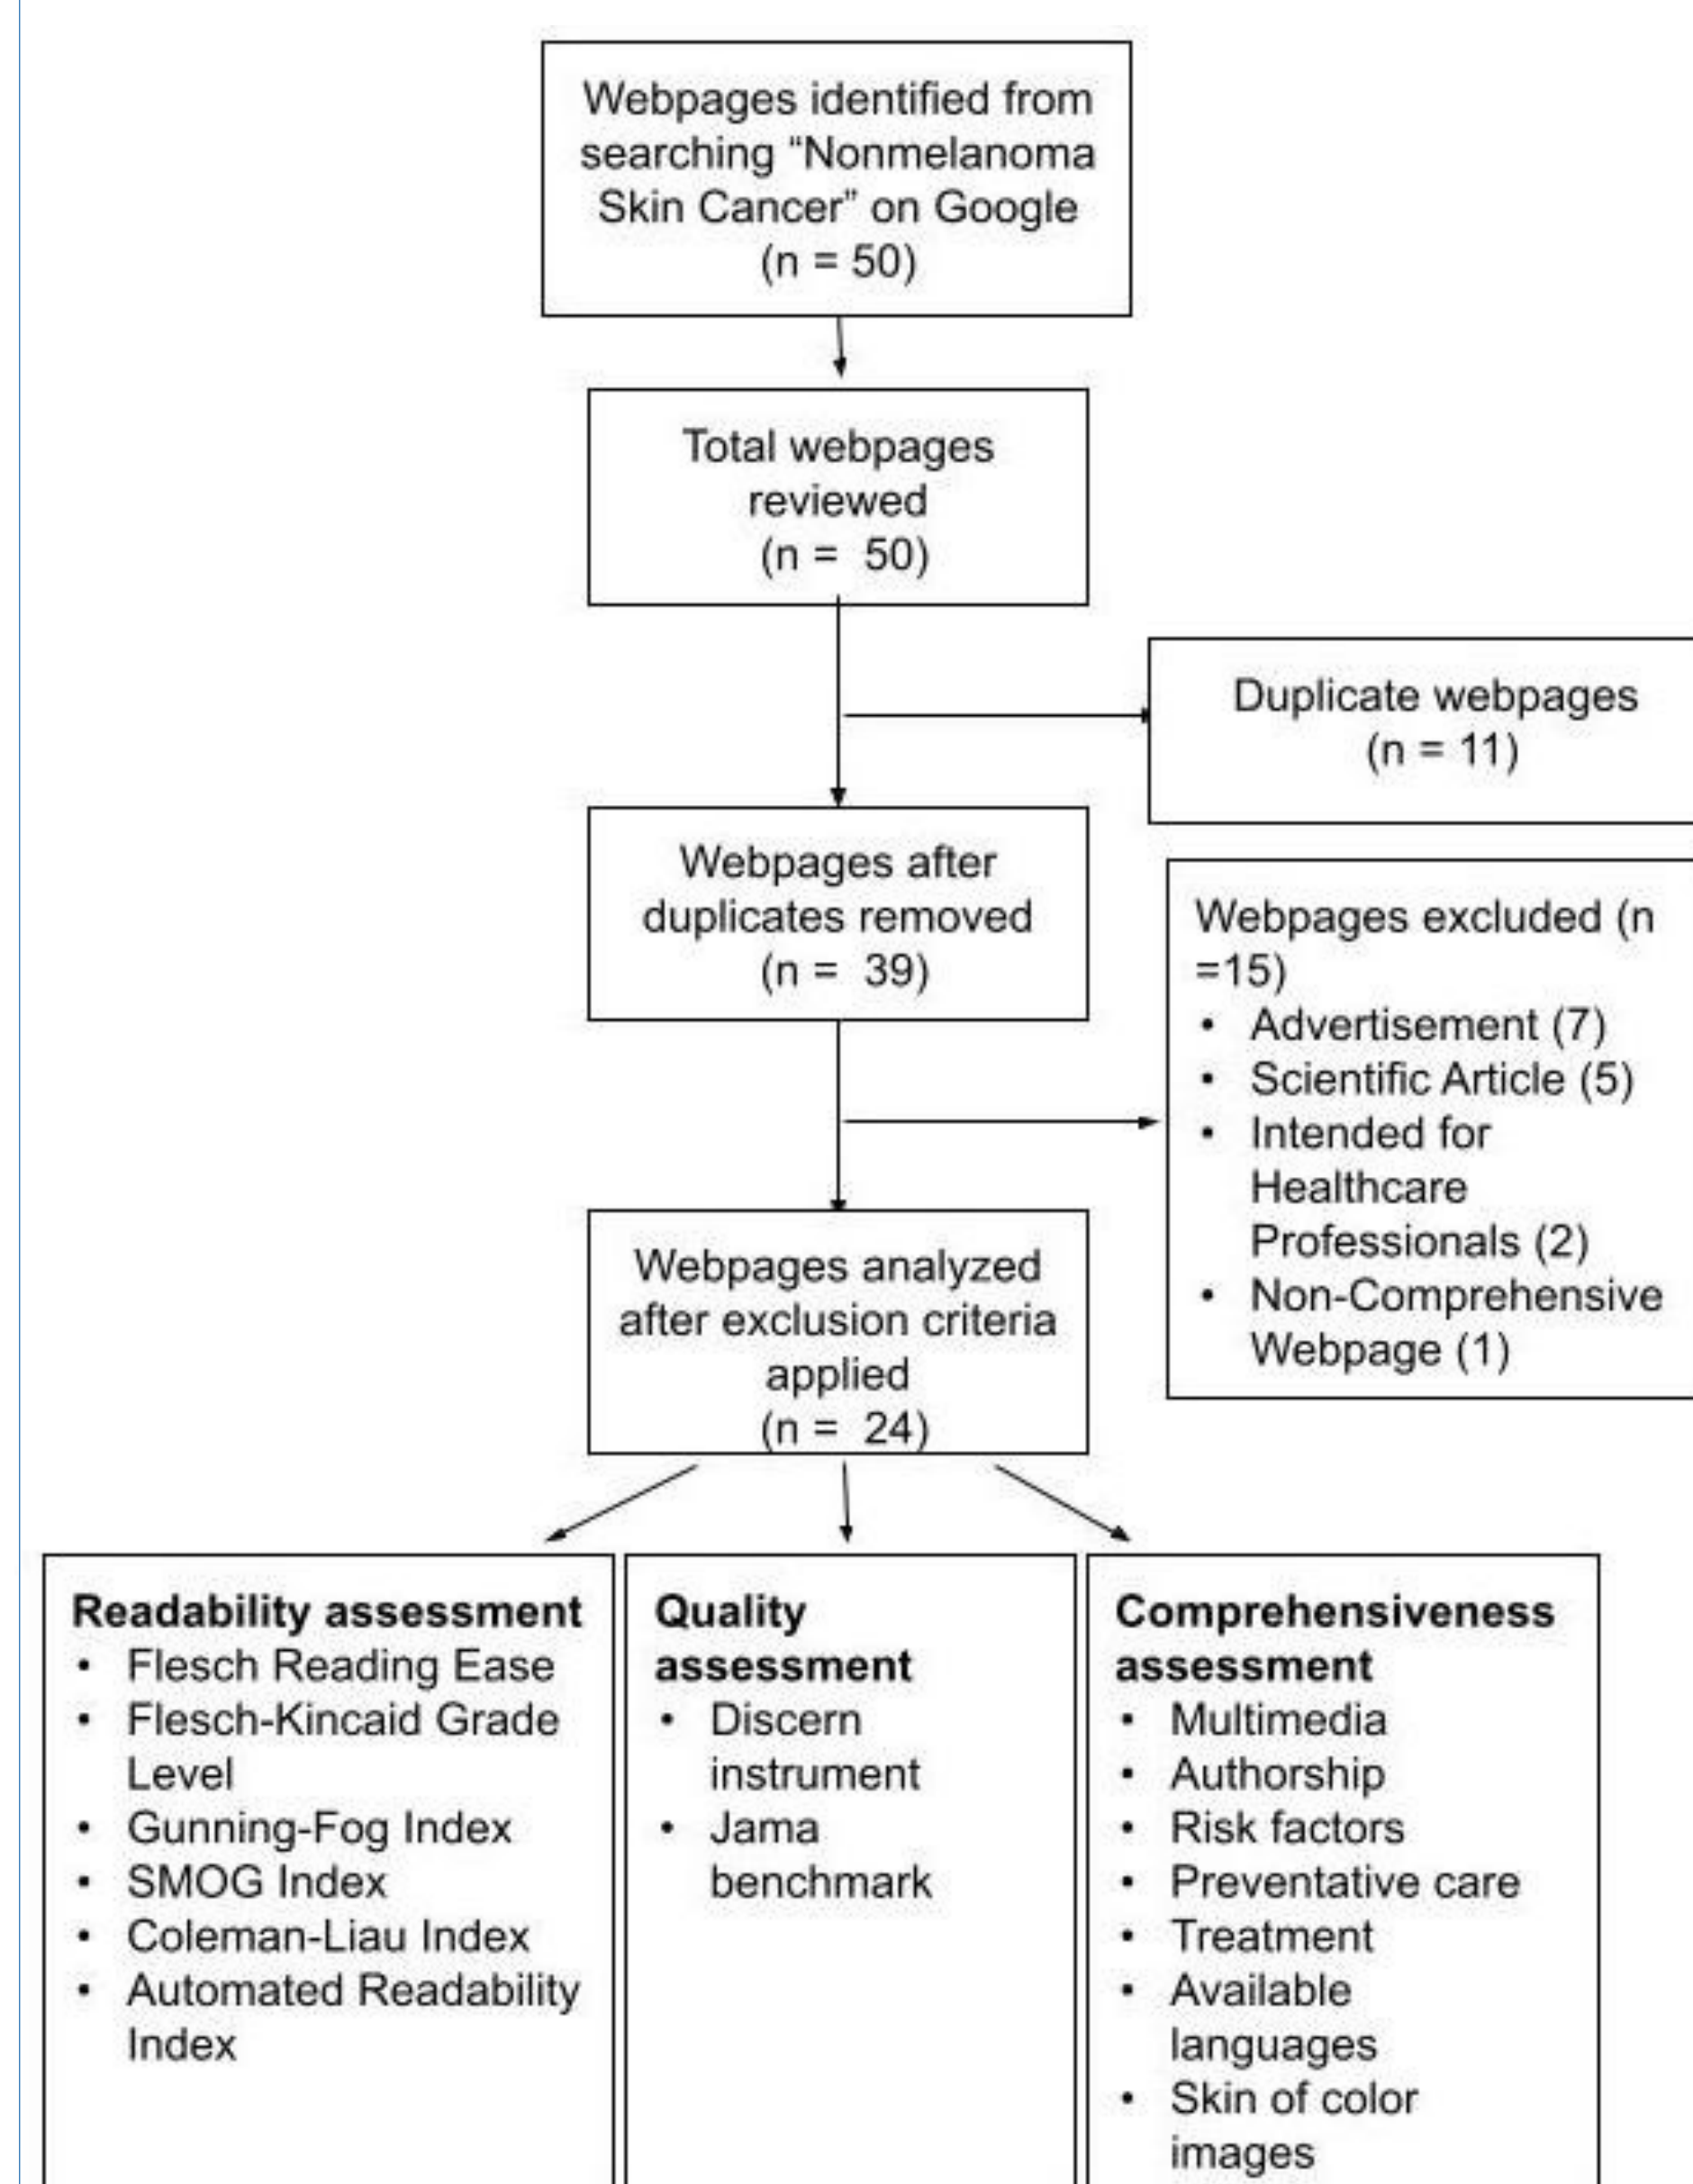 Webpages identified from
searching “Nonmelanoma
Skin Cancer” on Google
(n = 50)
Total webpages
reviewed
(n = 50)
Duplicate webpages
(n = 11)
Webpages after
duplicates removed
(n = 39)
Webpages excluded (n
=15)
• Advertisement (7)
• Scientific Article (5)
• Intended for
Healthcare
Professionals (2)
• Non-Comprehensive
Webpage (1)
Webpages analyzed
after exclusion criteria
applied
(n = 24)
Readability assessment
• Flesch Reading Ease
• Flesch-Kincaid Grade
Level
• Gunning-Fog Index
• SMOG Index
• Coleman-Liau Index
• Automated Readability
Index
Quality
assessment
• Discern
instrument
• Jama
benchmark
Comprehensiveness
assessment
• Multimedia
• Authorship
• Risk factors
• Preventative care
• Treatment
• Available
languages
• Skin of color
images